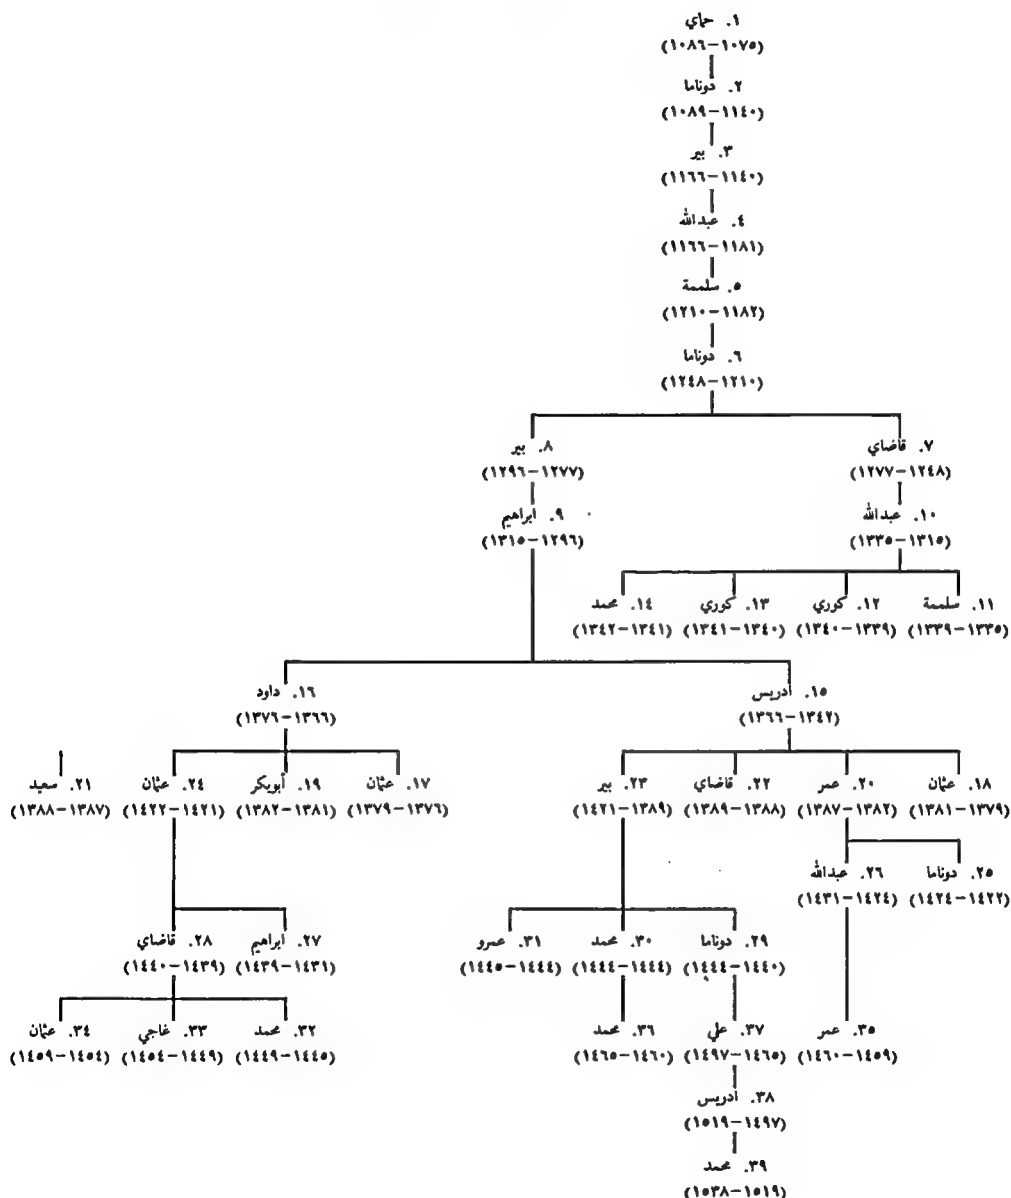 ١. حماي
(١٠٧٥–١٠٨٦)
٢. دوناما
(١١٤٠–١٠٨٩)
٣. بير
(١١٤٠–١١٦٦)
٤. عبدالله
(١١٨١–١١٦٦)
٥. سلممة
(١١٨٢–١٢١٠)
٦. دوناما
(١٢١٠–١٢٤٨)
٧. قاضاي ٨. بير
(١٢٤٨–١٢٧٧) (١٢٧٧–١٢٩٦)
١٠. عبدالله ٩. ابراهيم
(١٣١٥–١٣٣٥) (١٢٩٦–١٣١٥)
١١. سلممة ١٢. كوري ١٣. كوري ١٤. محمد
(١٣٣٥–١٣٣٩) (١٣٣٩–١٣٤٠) (١٣٤٠–١٣٤١) (١٣٤١–١٣٤٢)
١٥. ادريس ١٦. داود
(١٣٤٢–١٣٦٦) (١٣٦٦–١٣٧٦)
١٨. عثمان ٢٠. عمر ٢٢. قاضاي ٢٣. بير ١٧. عثمان ١٩. أبوبكر ٢٤. عثمان ٢١. سعيد
(١٣٧٩–١٣٨١) (١٣٨٢–١٣٨٧) (١٣٨٨–١�٨٩) (١٣٨٩–١٤٢١) (١٣٧٦–١٣٧٩) (١٣٨١–١٣٨٢) (١٤٢١–١٤٢٢) (١٣٨٧–١٣٨٨)
٢٥. دوناما ٢٦. عبدالله
(١٤٢٢–١٤٢٤) (١٤٢٤–١٤٣١)
٢٩. دوناما ٣٠. محمد ٣١. عمرو ٢٧. ابراهيم ٢٨. قاضاي
(١٤٤٠–١٤٤٤) (١٤٤٤–١٤٤٤) (١٤٤٤–١٤٤٥) (١٤٣١–١٤٣٩) (١٤٣٩–١٤٤٠)
٣٥. عمر ٣٧. علي ٣٦. محمد ٣٢. محمد ٣٣. غاجي ٣٤. عثمان
(١٤٥٩–١٤٦٠) (١٤٦٥–١٤٩٧) (١٤٦٠–١٤٦٥) (١٤٤٥–١٤٤٩) (١٤٤٩–١٤٥٤) (١٤٥٤–١٤٥٩)
٣٨. ادريس
(١٤٩٧–١٥١٩)
٣٩. محمد
(١٥١٩–١٥٣٨)